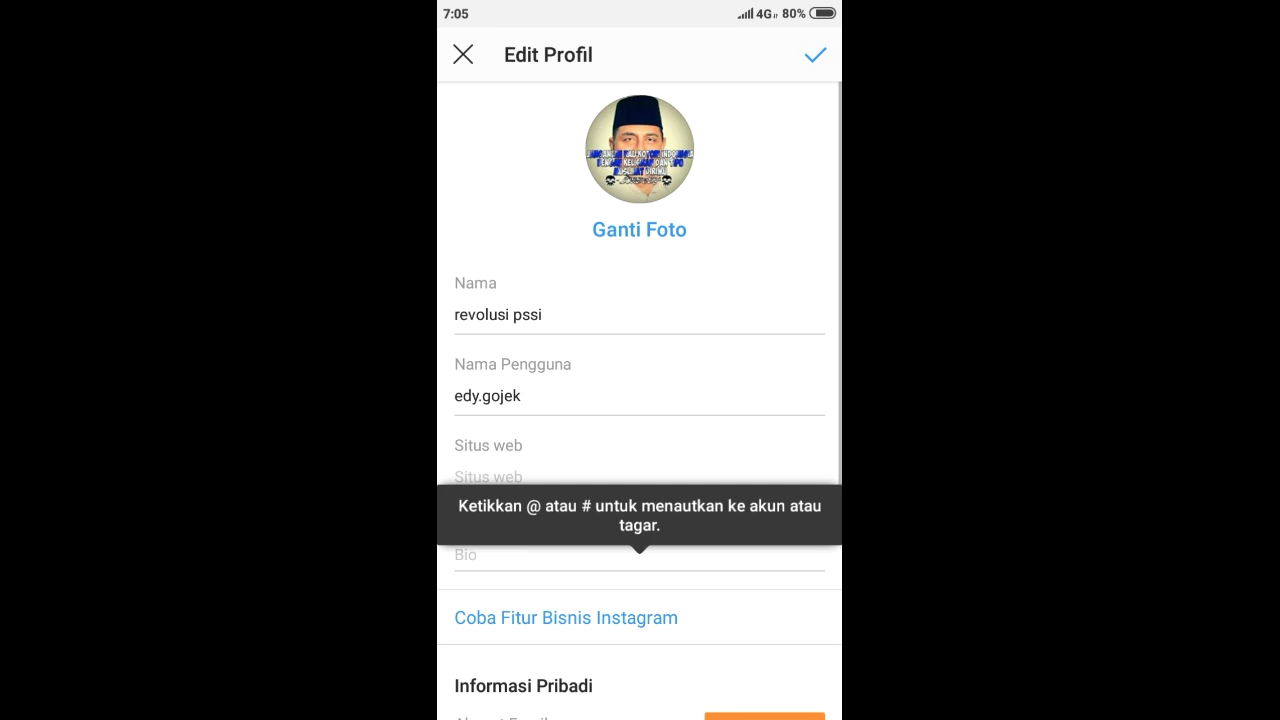 7:05
4G 80%
Edit Profil
Ganti Foto
Nama
revolusi pssi
Nama Pengguna
edy.gojek
Situs web
Situs web
Ketikkan @ atau # untuk menautkan ke akun atau
tagar.
Bio
Coba Fitur Bisnis Instagram
Informasi Pribadi